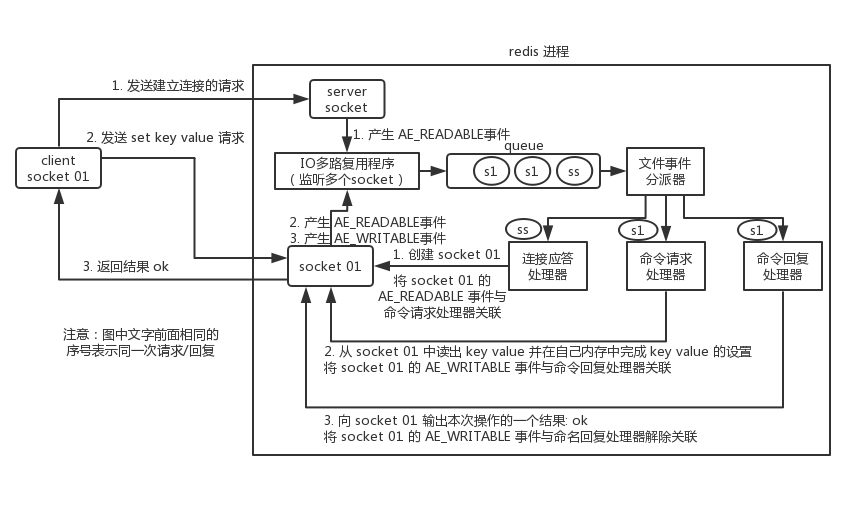 redis 进程
1. 发送建立连接的请求
server
socket
1. 产生 AE_READABLE事件
2. 发送 set key value 请求
queue
client
socket 01
IO多路复用程序
（监听多个socket）
s1
s1
ss
文件事件
分派器
2. 产生 AE_READABLE事件
3. 产生 AE_WRITABLE事件
ss
s1
s1
1. 创建 socket 01
连接应答
处理器
命令请求
处理器
命令回复
处理器
3. 返回结果 ok
socket 01
将 socket 01 的
AE_READABLE 事件与
命令请求处理器关联
注意：图中文字前面相同的
序号表示同一次请求/回复
2. 从 socket 01 中读出 key value 并在自己内存中完成 key value 的设置
将 socket 01 的 AE_WRITABLE 事件与命令回复处理器关联
3. 向 socket 01 输出本次操作的一个结果: ok
将 socket 01 的 AE_WRITABLE 事件与命名回复处理器解除关联